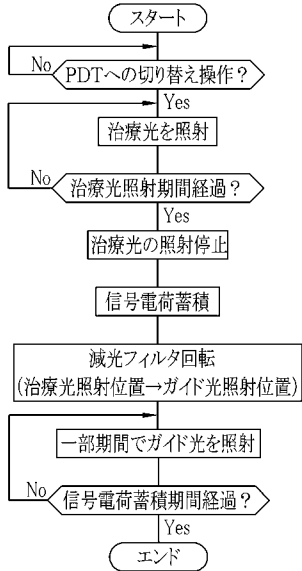 スタート
No
PDTへの切り替え操作？
Yes
治療光を照射
No
治療光照射期間経過？
Yes
治療光の照射停止
信号電荷蓄積
減光フィルタ回転
(治療光照射位置→ガイド光照射位置)
一部期間でガイド光を照射
No
信号電荷蓄積期間経過？
Yes
エンド